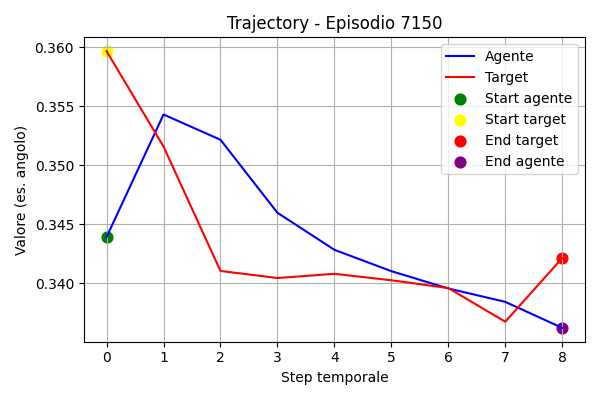 Trajectory - Episodio 7150
Valore (es. angolo)
0.360
0.355
0.350
0.345
0.340
Agente
Target
Start agente
Start target
End target
End agente
0 1 2 3 4 5 6 7 8
Step temporale